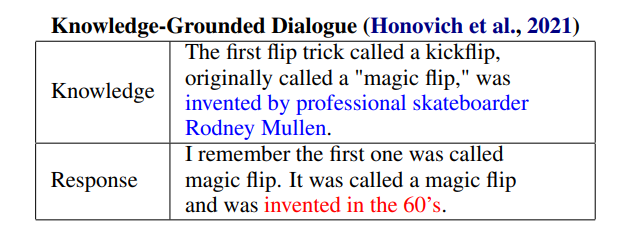 Knowledge-Grounded Dialogue (Honovich et al., 2021)
Knowledge
The first flip trick called a kickflip,
originally called a "magic flip," was
invented by professional skateboarder
Rodney Mullen.
Response
I remember the first one was called
magic flip. It was called a magic flip
and was invented in the 60's.